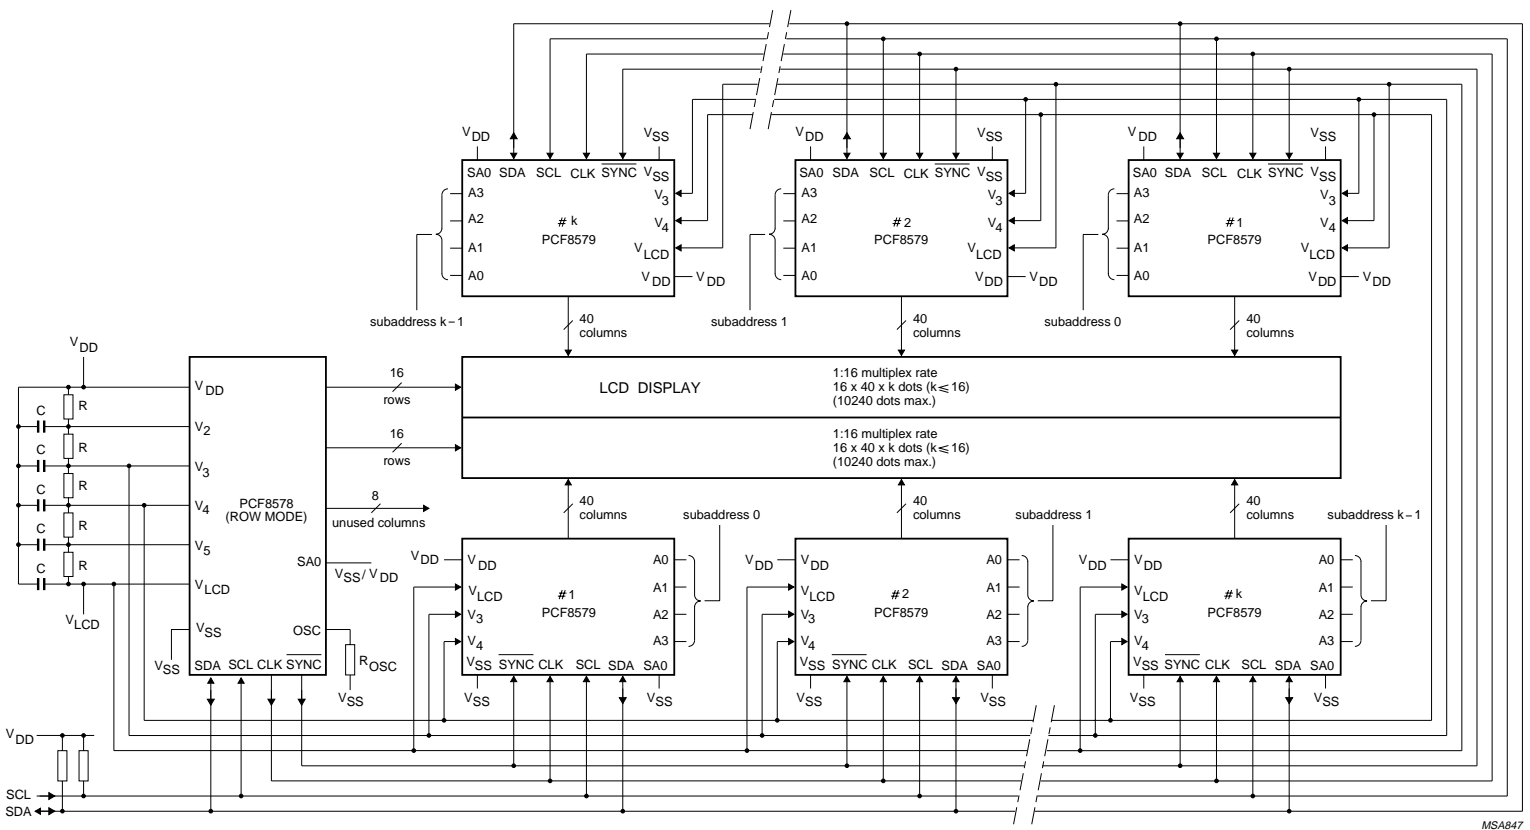 VDD VSS VDD VSS VDD VSS
SA0 SDA SCL CLK SYNC VSS
A3 V3
A2 # k V4
PCF8579
A1 VLCD
A0 VDD VDD
SA0 SDA SCL CLK SYNC VSS
A3 V3
A2 # 2 V4
PCF8579
A1 VLCD
A0 VDD VDD
SA0 SDA SCL CLK SYNC VSS
A3 V3
A2 # 1 V4
PCF8579
A1 VLCD
A0 VDD VDD
subaddress k−1
40
columns
subaddress 1
40
columns
subaddress 0
40
columns
VDD
C R
C R
C R
C R
C R
VLCD
VDD
V2
V3
V4
V5
VLCD
VSS
VSS
PCF8578
(ROW MODE)
SA0
VSS/VDD
OSC
ROSC
VSS
SDA SCL CLK SYNC
16
rows
16
rows
8
unused columns
LCD DISPLAY
1:16 multiplex rate
16 x 40 x k dots (k ≤ 16)
(10240 dots max.)
1:16 multiplex rate
16 x 40 x k dots (k ≤ 16)
(10240 dots max.)
40
columns
subaddress 0
40
columns
subaddress 1
40
columns
subaddress k−1
VDD VDD A0
VLCD A1
# 1
PCF8579
V3 A2
V4 A3
VSS SYNC CLK SCL SDA SA0
VSS VSS
VDD VDD A0
VLCD A1
# 2
PCF8579
V3 A2
V4 A3
VSS SYNC CLK SCL SDA SA0
VSS VSS
VDD VDD A0
VLCD A1
# k
PCF8579
V3 A2
V4 A3
VSS SYNC CLK SCL SDA SA0
VSS VSS
VDD
SCL
SDA
MSA847